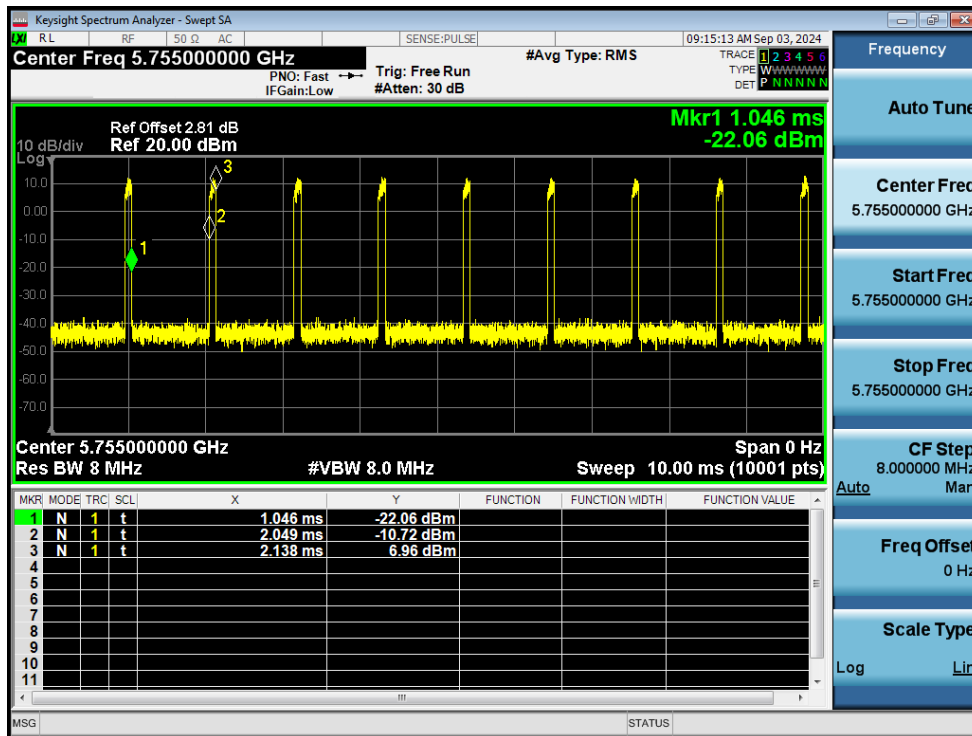 Keysight Spectrum Analyzer - Swept SA
LXI RL RF 50 Ω AC SENSE:PULSE 09:15:13 AM Sep 03, 2024
Center Freq 5.755000000 GHz #Avg Type: RMS TRACE 1 2 3 4 5 6
PNO: Fast Trig: Free Run TYPE WWWWWW
IFGain:Low #Atten: 30 dB DET P N N N N N
Mkr1 1.046 ms
Ref Offset 2.81 dB
10 dB/div Ref 20.00 dBm -22.06 dBm
Log
10.0
0.00
-10.0
-20.0
-30.0
-40.0
-50.0
-60.0
-70.0
1
2
3
Center 5.755000000 GHz Span 0 Hz
Res BW 8 MHz #VBW 8.0 MHz Sweep 10.00 ms (10001 pts)
MKR MODE TRC SCL X Y FUNCTION FUNCTION WIDTH FUNCTION VALUE
1 N 1 t 1.046 ms -22.06 dBm
2 N 1 t 2.049 ms -10.72 dBm
3 N 1 t 2.138 ms 6.96 dBm
4
5
6
7
8
9
10
11
MSG STATUS
Frequency
Auto Tune
Center Freq
5.755000000 GHz
Start Freq
5.755000000 GHz
Stop Freq
5.755000000 GHz
CF Step
8.000000 MHz
Auto Man
Freq Offset
0 Hz
Scale Type
Log Lin